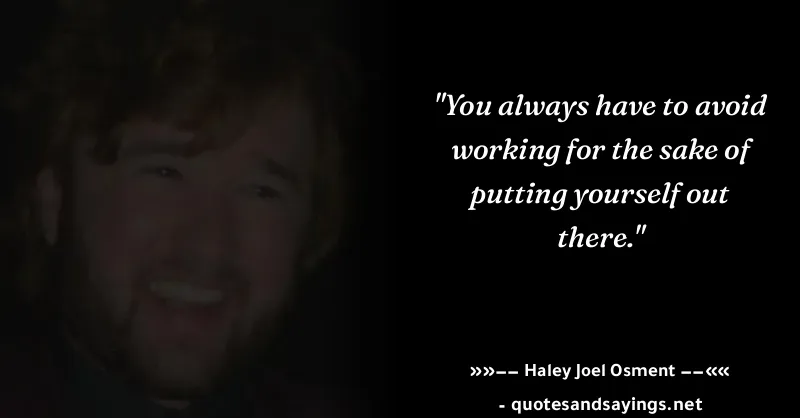 "You always have to avoid
working for the sake of
putting yourself out
there."
»»–– Haley Joel Osment ––««
- quotesandsayings.net